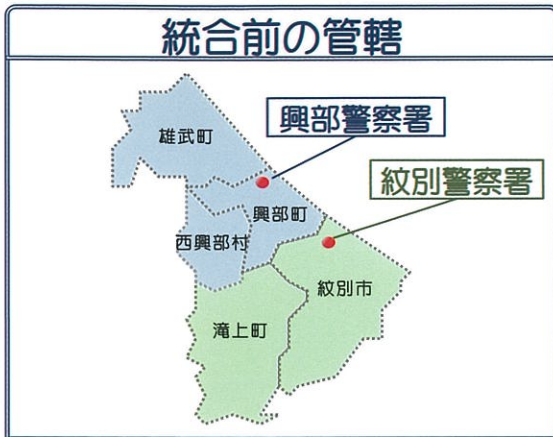 統合前の管轄
雄武町
興部警察署
紋別警察署
興部町
西興部村
紋別市
滝上町